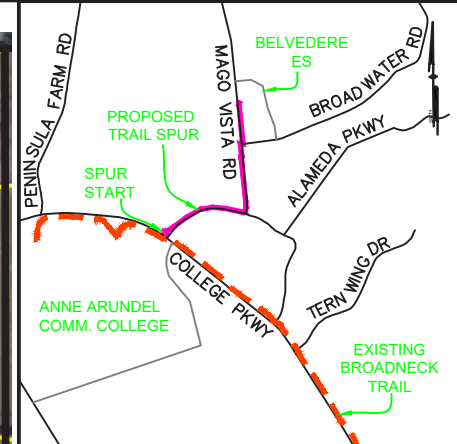 PENINSULA FARM RD
MAGO VISTA RD
BELVEDERE
ES
BROADWATER RD
PROPOSED
TRAIL SPUR
ALAMEDA PKWY
SPUR
START
COLLEGE PKWY
TERN WING DR
ANNE ARUNDEL
COMM. COLLEGE
EXISTING
BROADNECK
TRAIL